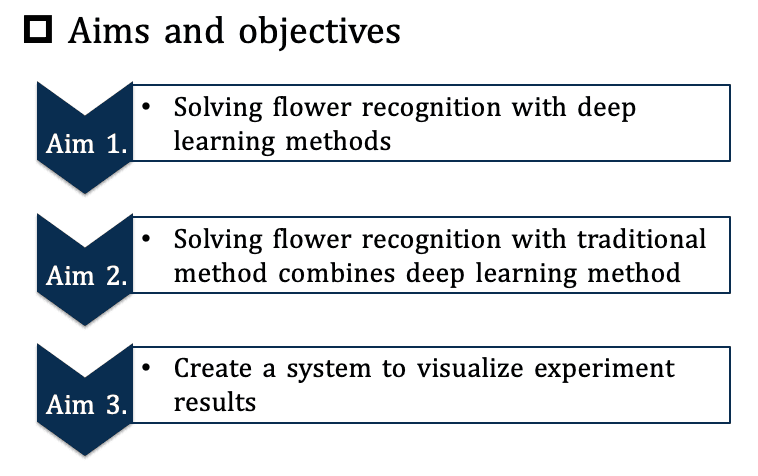 Aims and objectives
Aim 1.
• Solving flower recognition with deep
learning methods
Aim 2.
• Solving flower recognition with traditional
method combines deep learning method
Aim 3.
• Create a system to visualize experiment
results